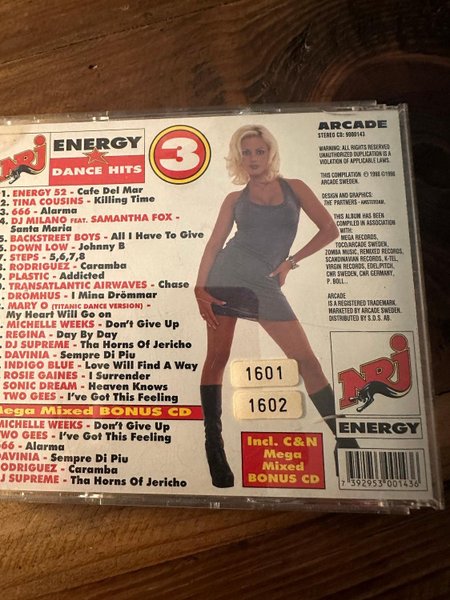 NRJ ENERGY DANCE HITS 3
1. ENERGY 52 - Cafe Del Mar
2. TINA COUSINS - Killing Time
3. 666 - Alarma
4. DJ MILANO FEAT. SAMANTHA FOX -
Santa Maria
5. BACKSTREET BOYS - All I Have To Give
DOWN LOW - Johnny B
7. STEPS - 5,6,7,8
RODRIGUEZ - Caramba
PLASTIC - Addicted
TRANSATLANTIC AIRWAVES - Chase
DRÖMHUS - I Mina Drömmar
MARY O (TITANIC DANCE VERSION) -
My Heart Will Go on
MICHELLE WEEKS - Don't Give Up
REGINA - Day By Day
DJ SUPREME - Tha Horns Of Jericho
DAVINIA - Sempre Di Piu
INDIGO BLUE - Love Will Find A Way
ROSIE GAINES - I Surrender
SONIC DREAM - Heaven Knows
TWO GEES - I've Got This Feeling
Mega Mixed BONUS CD
MICHELLE WEEKS - Don't Give Up
TWO GEES - I've Got This Feeling
666 - Alarma
DAVINIA - Sempre Di Piu
RODRIGUEZ - Caramba
DJ SUPREME - Tha Horns Of Jericho
1601
1602
Incl. C&N
Mega
Mixed
BONUS CD
ARCADE
STEREO CD: 9800143
WARNING: ALL RIGHTS RESERVED
UNAUTHORIZED DUPLICATION IS A
VIOLATION OF APPLICABLE LAWS.
THIS COMPILATION ℗ 1998 ©1998
ARCADE SWEDEN.
DESIGN AND GRAPHICS:
THE PARTNERS - AMSTERDAM.
THIS ALBUM HAS BEEN
COMPILED IN ASSOCIATION
WITH:
MEGA RECORDS,
TOCO/ARCADE SWEDEN,
ZOMBA MUSIC, REMIXED RECORDS,
SCANDINAVIAN RECORDS, K-TEL,
VIRGIN RECORDS, EDEL/PITCH,
CNR SWEDEN, CNR GERMANY,
P. BOLL..
ARCADE
IS A REGISTERED TRADEMARK.
MARKETED BY ARCADE SWEDEN.
DISTRIBUTED BY S.D.S. AB.
NRJ
ENERGY
7 392953 001436